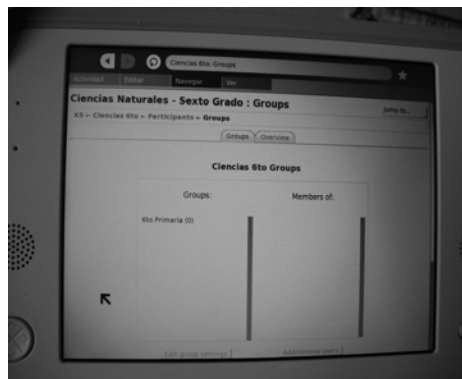 Ciencias 6to: Groups
Actividad Editar Navegar Ver
Ciencias Naturales - Sexto Grado : Groups
Jump to...
XS ► Ciencias 6to ► Participants ► Groups
Groups Overview
Ciencias 6to Groups
Groups: Members of:
6to Primaria (0)
Edit group settings Add/remove users